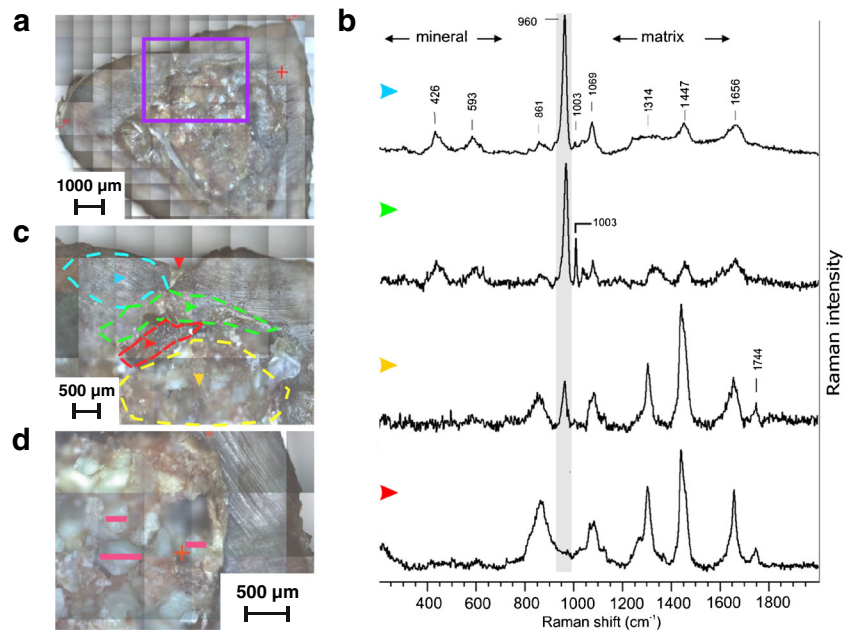 a
1000 µm
c
500 µm
d
500 µm
b
mineral
matrix
960
426
593
861
1003
1069
1314
1447
1656
1003
1744
Raman intensity
400 600 800 1000 1200 1400 1600 1800
Raman shift (cm⁻¹)